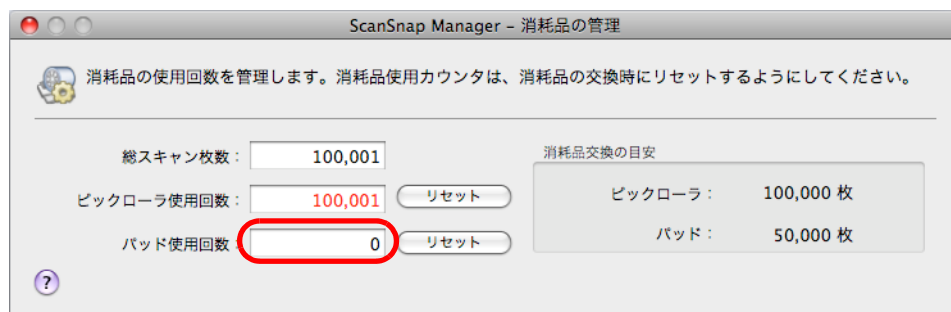 ScanSnap Manager – 消耗品の管理
消耗品の使用回数を管理します。消耗品使用カウンタは、消耗品の交換時にリセットするようにしてください。
総スキャン枚数： 100,001
消耗品交換の目安
ピックローラ使用回数： 100,001 リセット
ピックローラ： 100,000 枚
パッド使用回数： 0 リセット
パッド： 50,000 枚
?